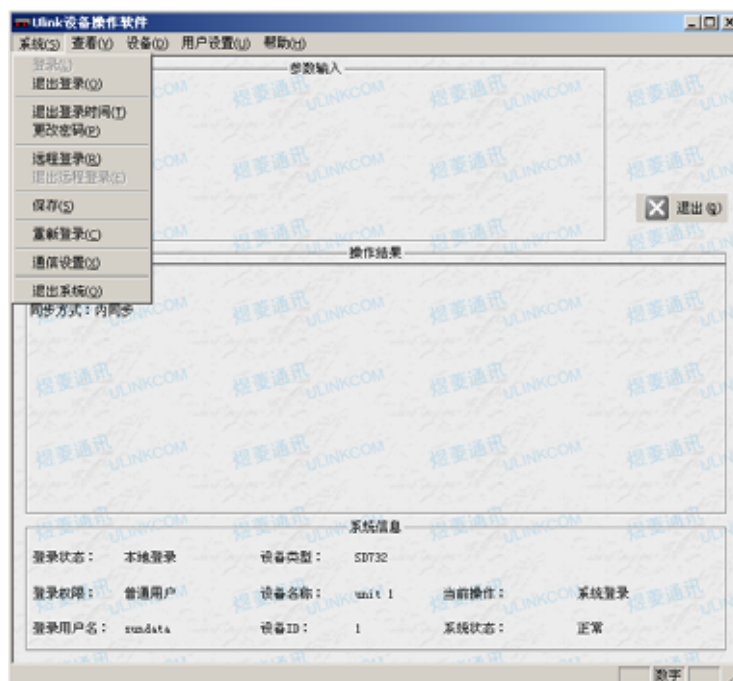 Ulink设备操作软件
系统(S) 查看(V) 设备(D) 用户设置(U) 帮助(H)
登录(L)
退出登录(O)
退出登录时间(T)
更改密码(P)
远程登录(R)
退出远程登录(E)
保存(S)
重新登录(C)
通信设置(X)
退出系统(Q)
参数输入
退出(Q)
操作结果
同步方式：内同步
系统信息
登录状态： 本地登录 设备类型： SD732
登录权限： 普通用户 设备名称： unit 1 当前操作： 系统登录
登录用户名： sundata 设备ID： 1 系统状态： 正常
数字
煜菱通讯
ULINKCOM